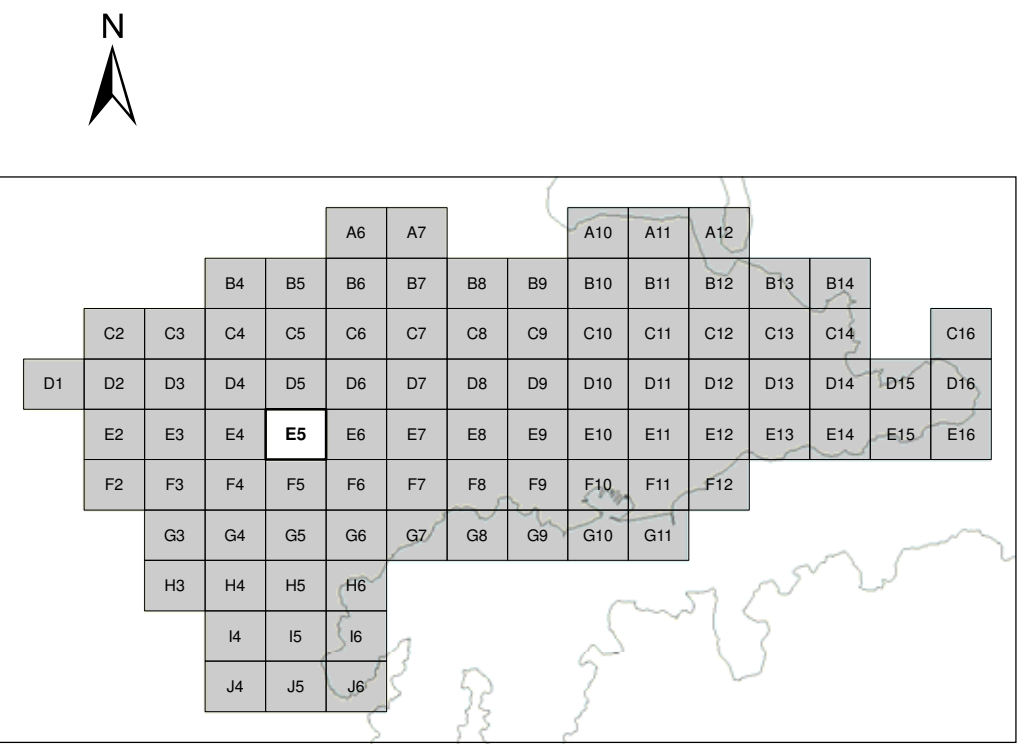 N
A6 A7 A10 A11 A12
B4 B5 B6 B7 B8 B9 B10 B11 B12 B13 B14
C2 C3 C4 C5 C6 C7 C8 C9 C10 C11 C12 C13 C14 C16
D1 D2 D3 D4 D5 D6 D7 D8 D9 D10 D11 D12 D13 D14 D15 D16
E2 E3 E4 E5 E6 E7 E8 E9 E10 E11 E12 E13 E14 E15 E16
F2 F3 F4 F5 F6 F7 F8 F9 F10 F11 F12
G3 G4 G5 G6 G7 G8 G9 G10 G11
H3 H4 H5 H6
I4 I5 I6
J4 J5 J6